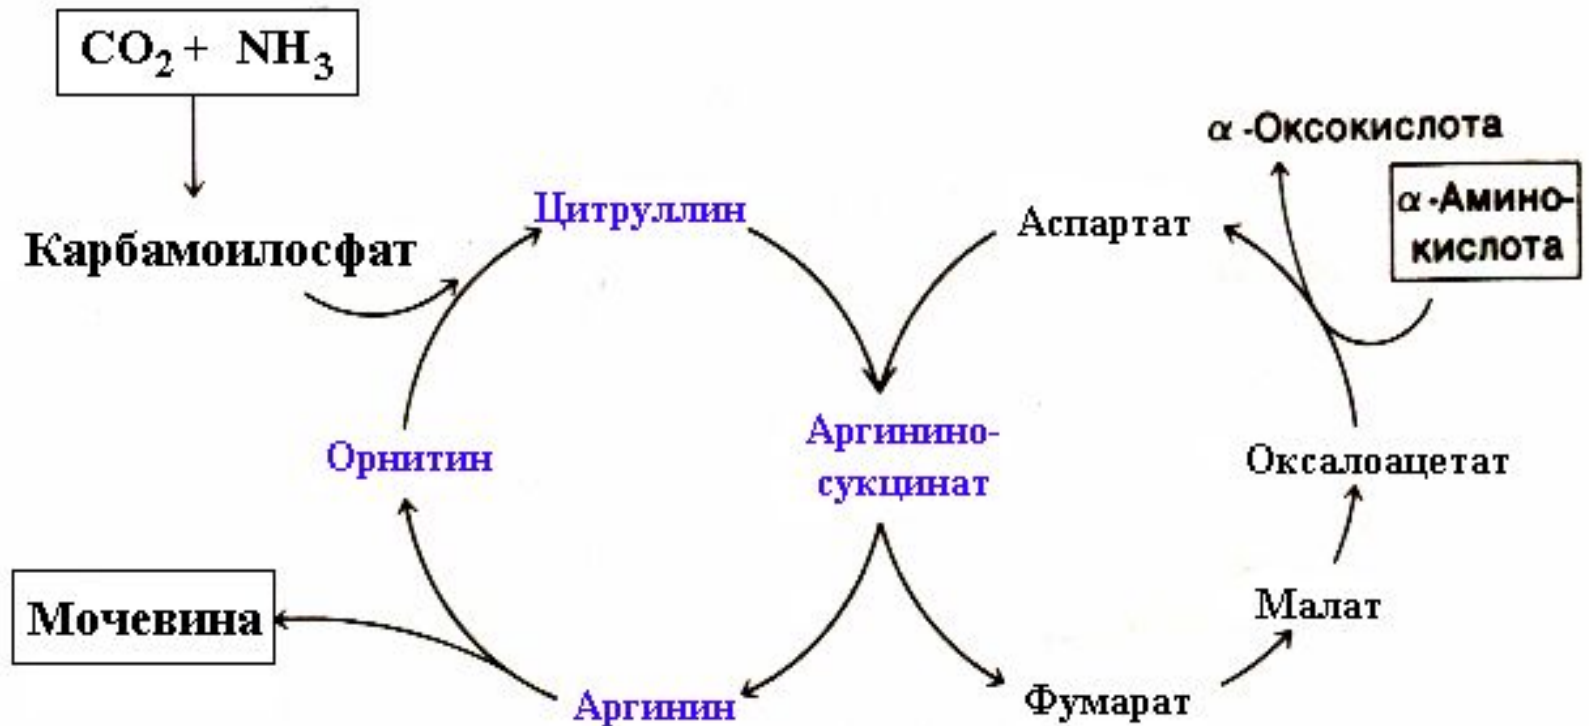 CO2 + NH3
α-Оксокислота
α-Амино-
кислота
Цитруллин
Аспартат
Карбамоилосфат
Аргинино-
сукцинат
Орнитин
Оксалоацетат
Мочевина
Малат
Аргинин
Фумарат